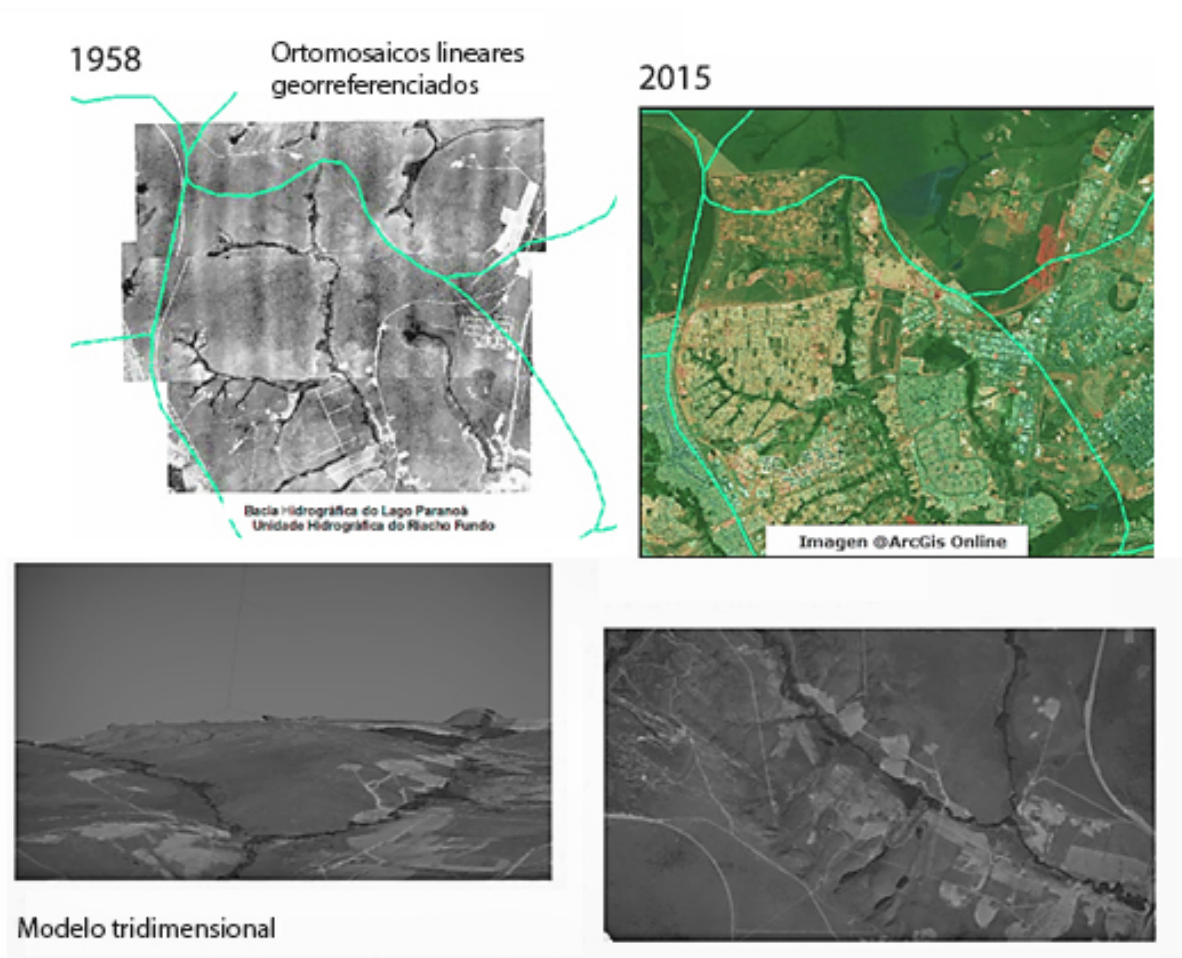 1958
Ortomosaicos lineares
georreferenciados
2015
Bacia Hidrográfica do Lago Paranoá
Unidade Hidrográfica do Riacho Fundo
Imagen @ArcGis Online
Modelo tridimensional